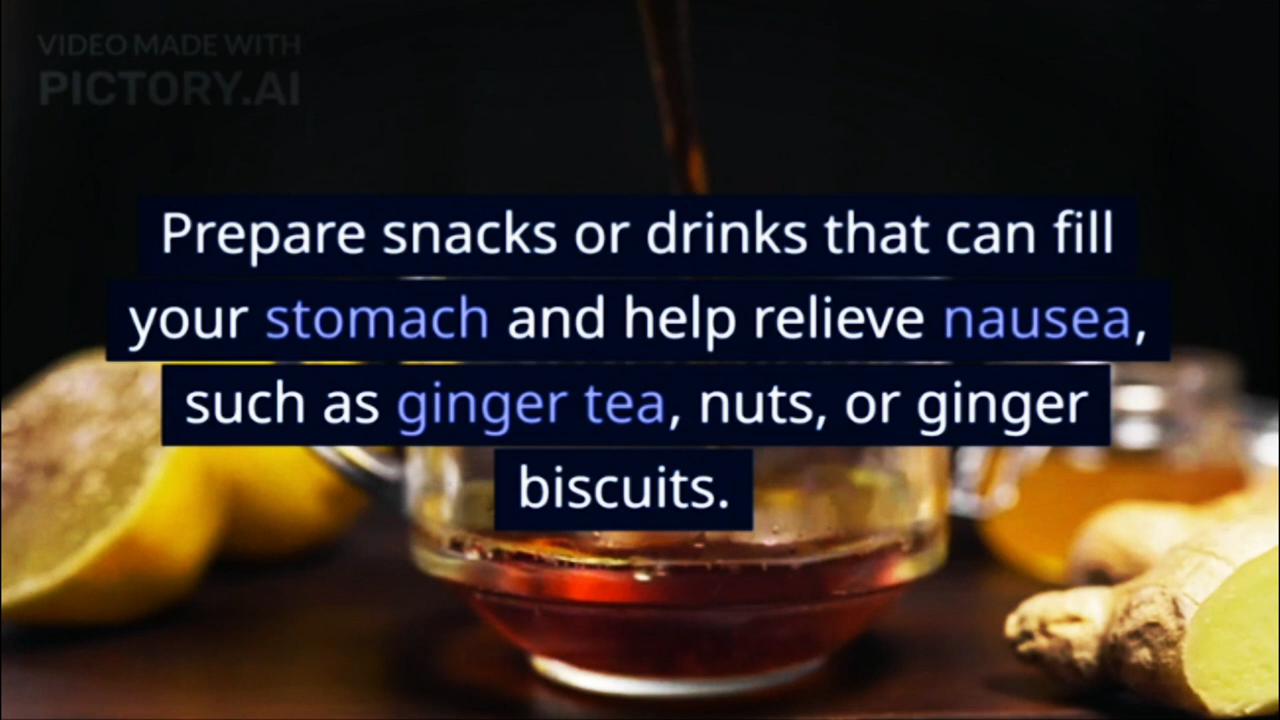 VIDEO MADE WITH
PICTORY.AI
Prepare snacks or drinks that can fill
your stomach and help relieve nausea,
such as ginger tea, nuts, or ginger
biscuits.